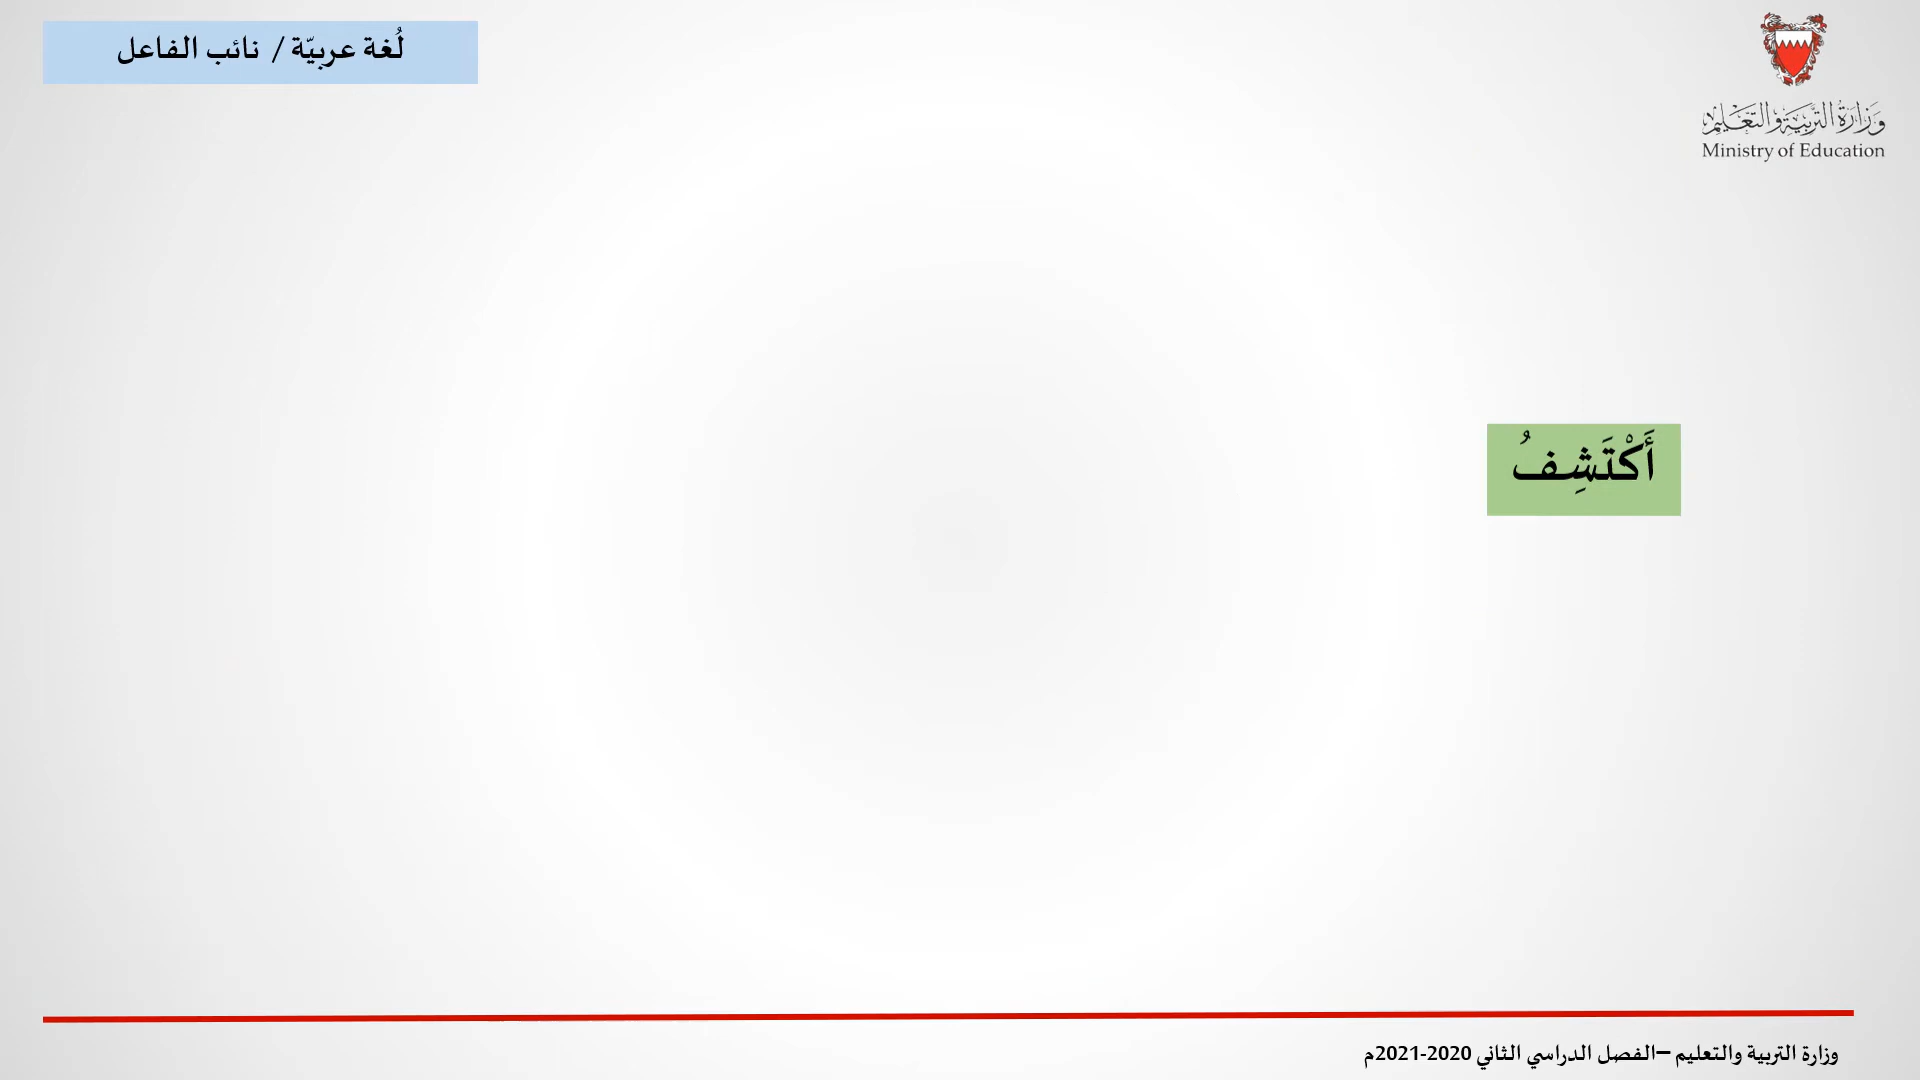 لُغة عربيّة / نائب الفاعل
وزارة التربية والتعليم
Ministry of Education
أَكْتَشِفُ
وزارة التربية والتعليم –الفصل الدراسي الثاني 2020-2021م